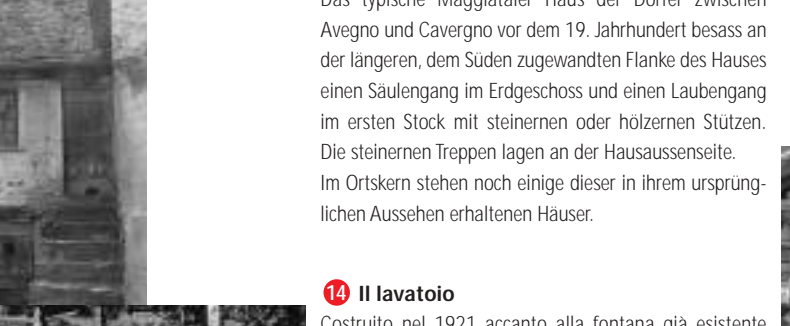 Das typische Maggiataler Haus der Dörfer zwischen
Avegno und Cavergno vor dem 19. Jahrhundert besass an
der längeren, dem Süden zugewandten Flanke des Hauses
einen Säulengang im Erdgeschoss und einen Laubengang
im ersten Stock mit steinernen oder hölzernen Stützen.
Die steinernen Treppen lagen an der Hausaussenseite.
Im Ortskern stehen noch einige dieser in ihrem ursprüng-
lichen Aussehen erhaltenen Häuser.
14 Il lavatoio
Costruito nel 1921 accanto alla fontana già esistente